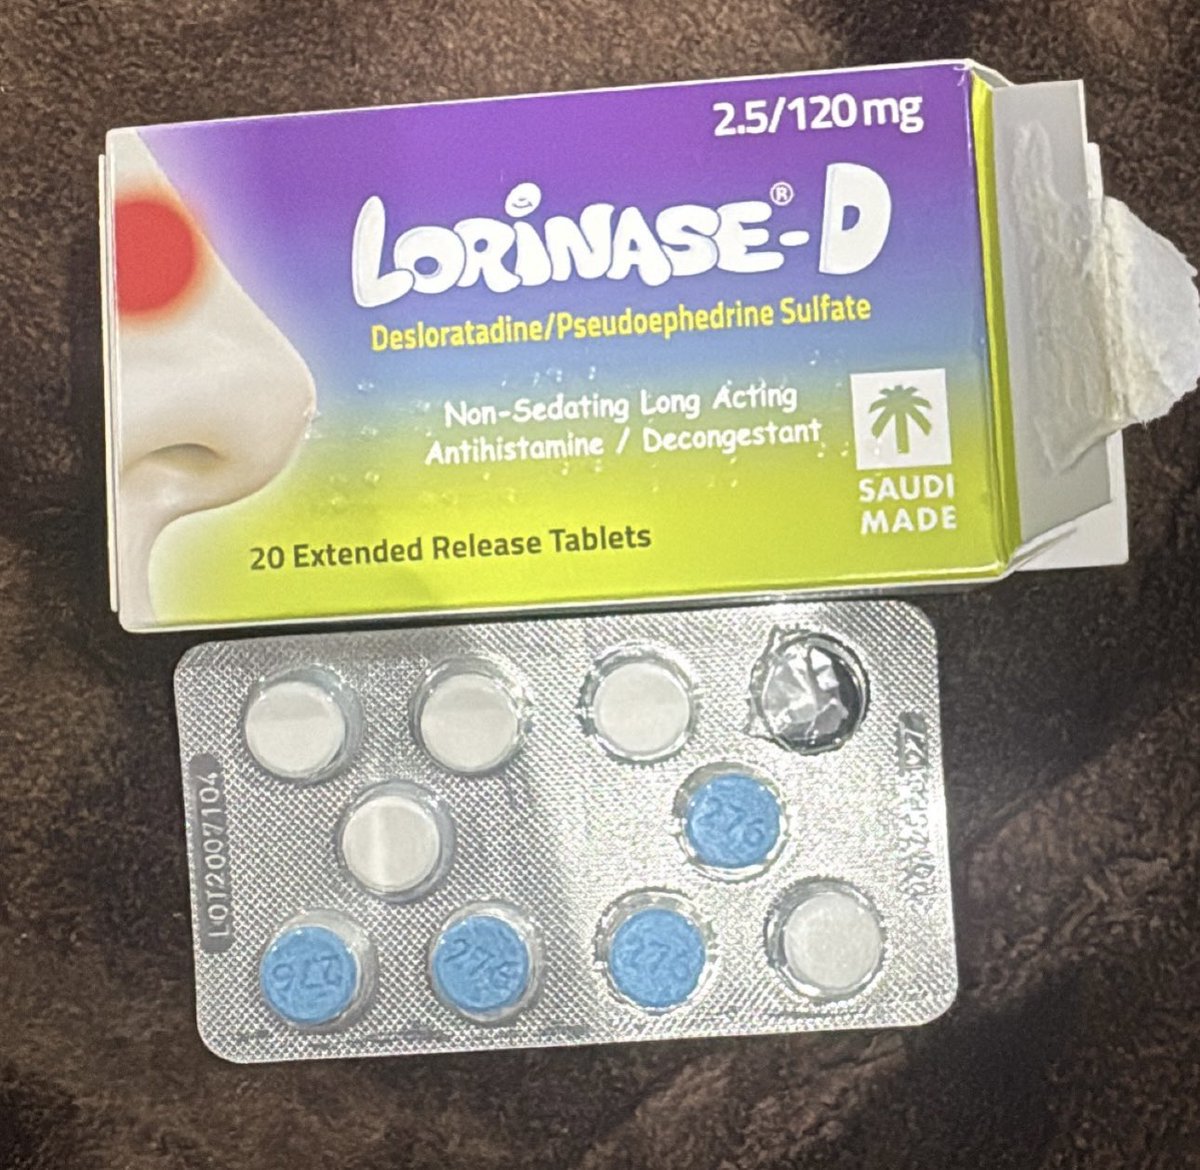 2.5/120 mg
LORINASE®-D
Desloratadine/Pseudoephedrine Sulfate
Non-Sedating Long Acting
Antihistamine / Decongestant
SAUDI
MADE
20 Extended Release Tablets
276
LOT2007104
276
276
276